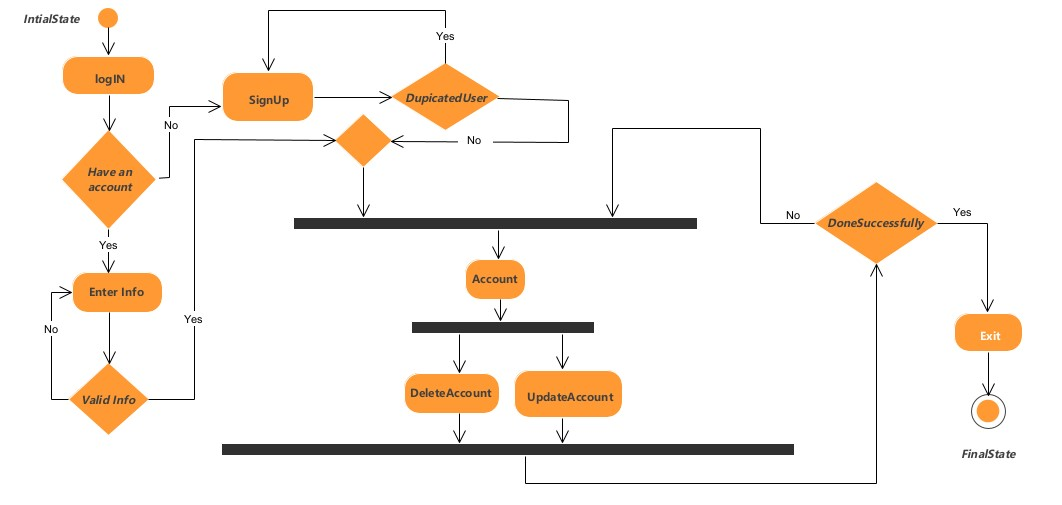 IntialState
logIN
Have an
account
No
Yes
Enter Info
No
Valid Info
Yes
SignUp
Yes
DupicatedUser
No
Account
DeleteAccount
UpdateAccount
No
DoneSuccessfully
Yes
Exit
FinalState